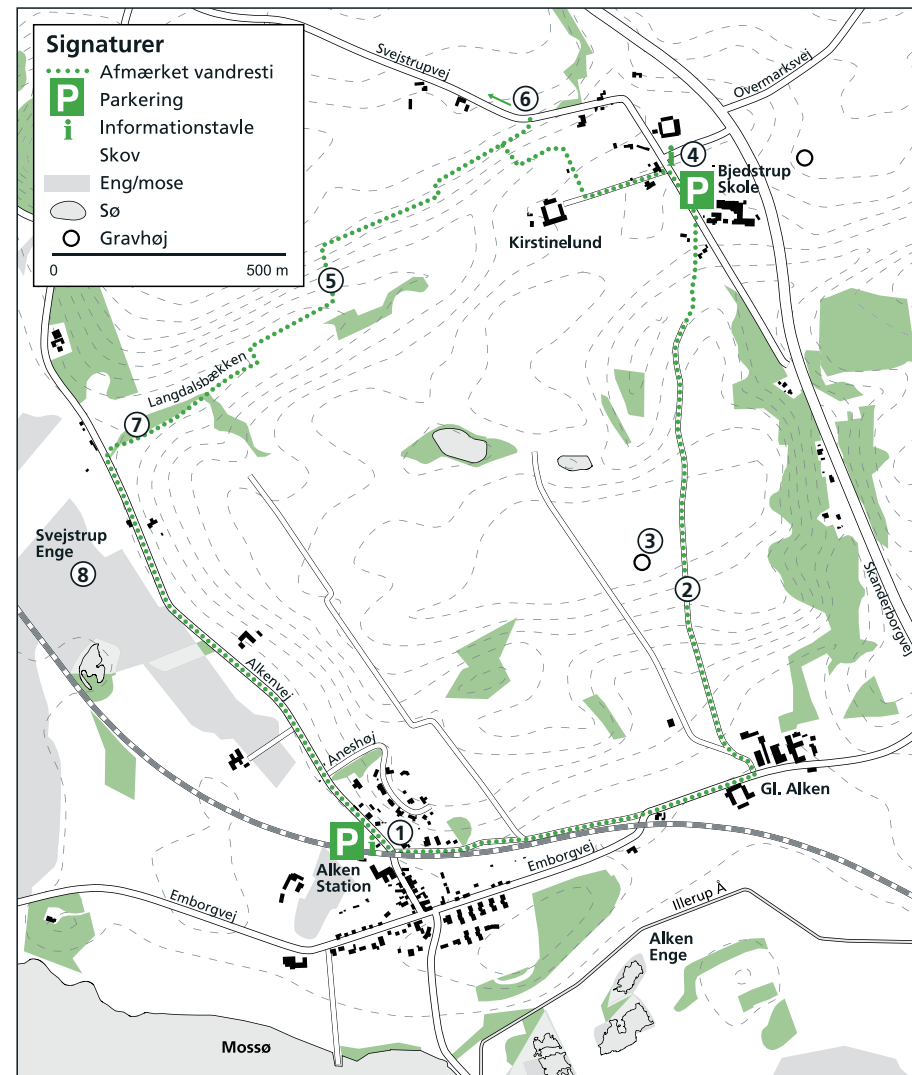 Signaturer
Afmærket vandresti
P
Parkering
i
Informationstavle
Skov
Eng/mose
Sø
Gravhøj
0
500 m
Svejstrupvej
6
Overmarksvej
4
P
Bjedstrup
Skole
Kirstinelund
5
Langdalsbækken
7
Svejstrup
Enge
8
3
2
Skanderborgvej
Alkenvej
Aneshøj
Gl. Alken
P
i
1
Alken
Station
Emborgvej
Emborgvej
Illerup Å
Alken
Enge
Mossø